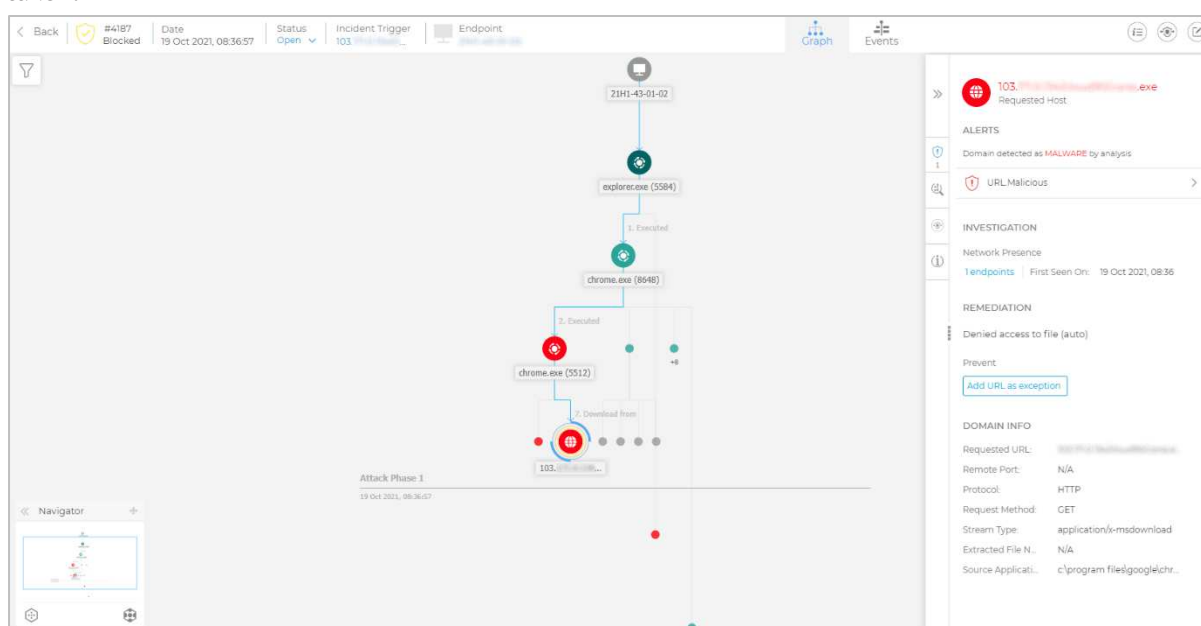 Back
#4187
Blocked
Date
19 Oct 2021, 08:36:57
Status
Open
Incident Trigger
103.
Endpoint
Graph
Events
21H1-43-01-02
explorer.exe (5584)
1. Executed
chrome.exe (8648)
2. Executed
+8
chrome.exe (5512)
7. Download from
103. ...
Attack Phase 1
19 Oct 2021, 08:36:57
Navigator
103. .exe
Requested Host
ALERTS
1
Domain detected as MALWARE by analysis
URL.Malicious
INVESTIGATION
Network Presence
1 endpoints First Seen On: 19 Oct 2021, 08:36
REMEDIATION
Denied access to file (auto)
Prevent
Add URL as exception
DOMAIN INFO
Requested URL:
Remote Port: N/A
Protocol: HTTP
Request Method: GET
Stream Type: application/x-msdownload
Extracted File N... N/A
Source Applicati... c:\program files\google\chr...